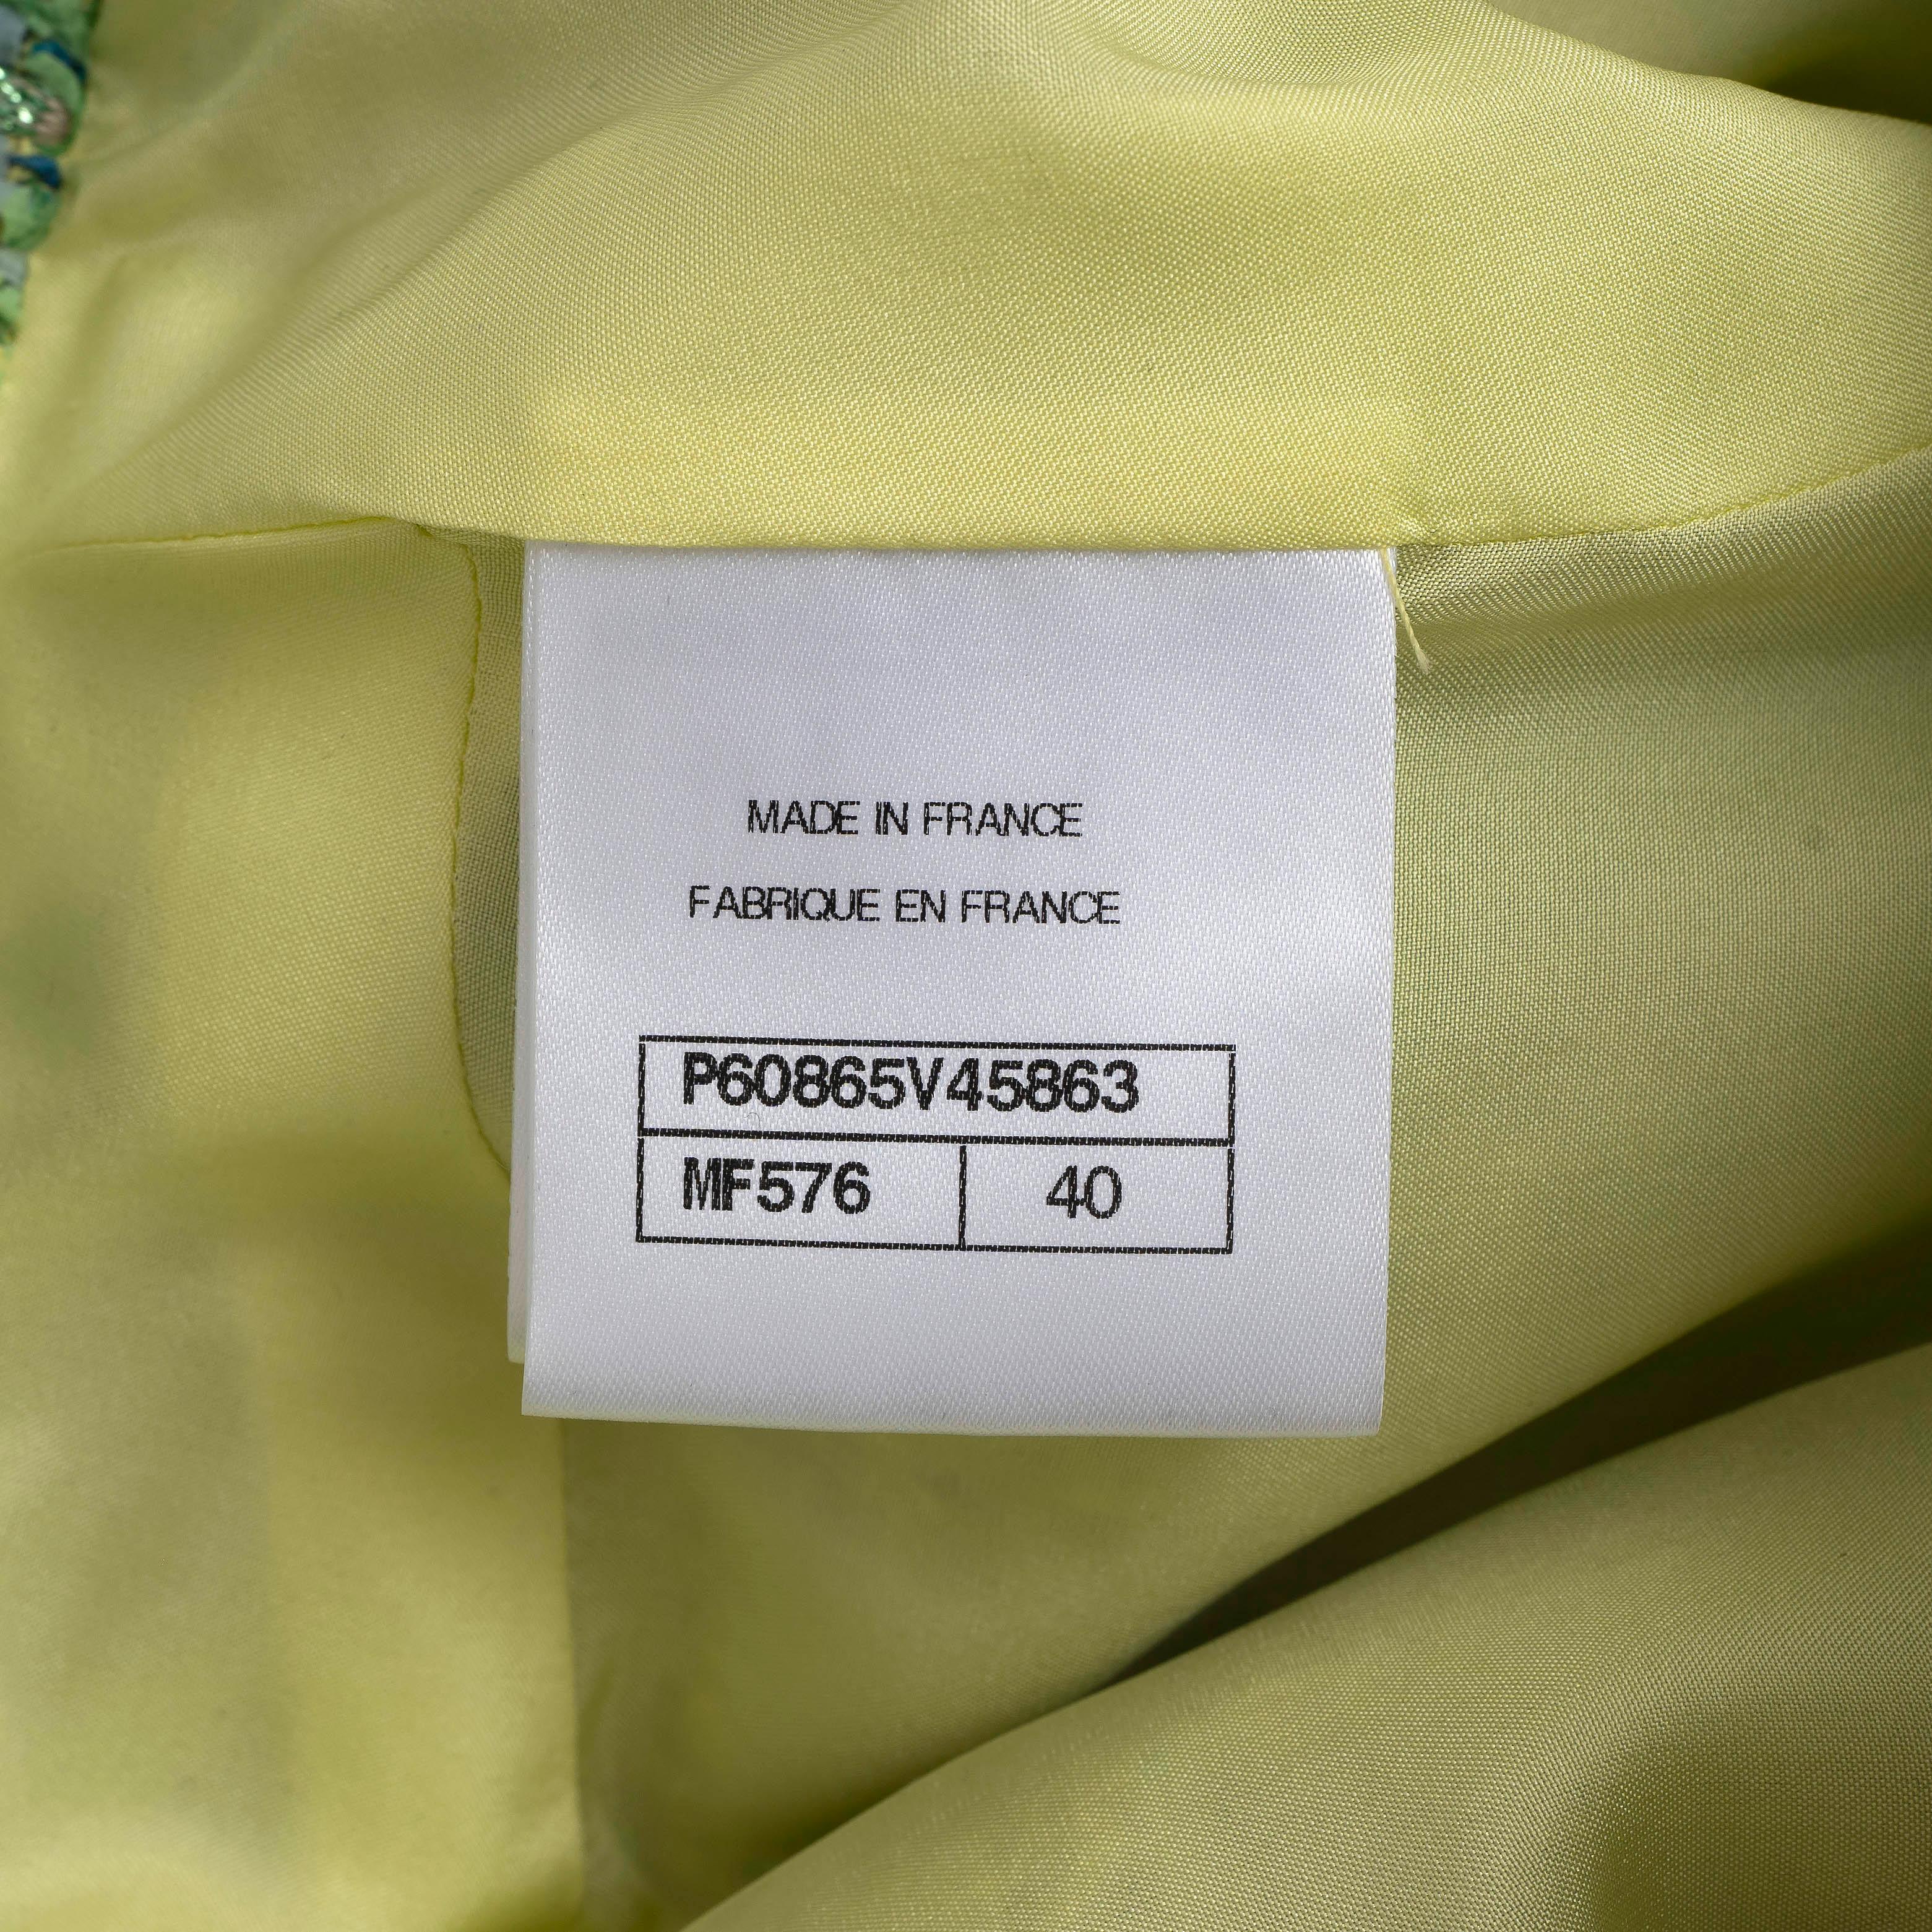 MADE IN FRANCE
FABRIQUE EN FRANCE
P60865V45863
MF576 40